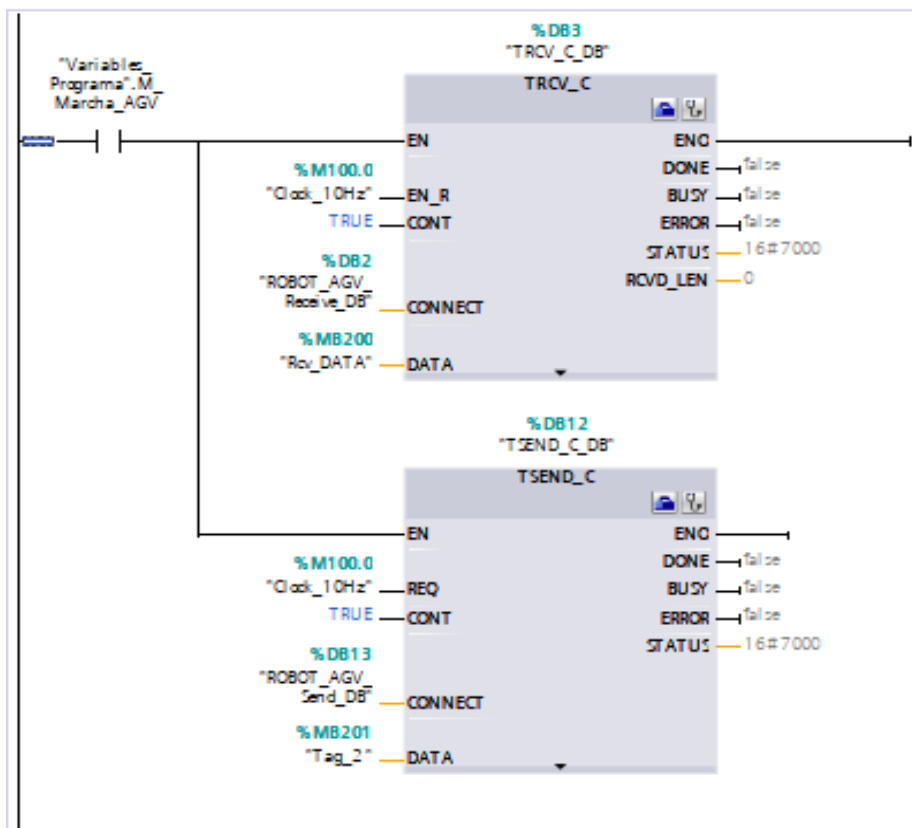 %DB3
"TRCV_C_DB"
"Variables_
Programa".M_
Marcha_AGV
TRCV_C
EN
ENO
DONE
false
%M100.0
"Clock_10Hz"
EN_R
BUSY
false
TRUE
CONT
ERROR
false
STATUS
16#7000
%DB2
"ROBOT_AGV_
Receive_DB"
CONNECT
RCVD_LEN
0
%MB200
"Rcv_DATA"
DATA
%DB12
"TSEND_C_DB"
TSEND_C
EN
ENO
DONE
false
%M100.0
"Clock_10Hz"
REQ
BUSY
false
TRUE
CONT
ERROR
false
STATUS
16#7000
%DB13
"ROBOT_AGV_
Send_DB"
CONNECT
%MB201
"Tag_2"
DATA